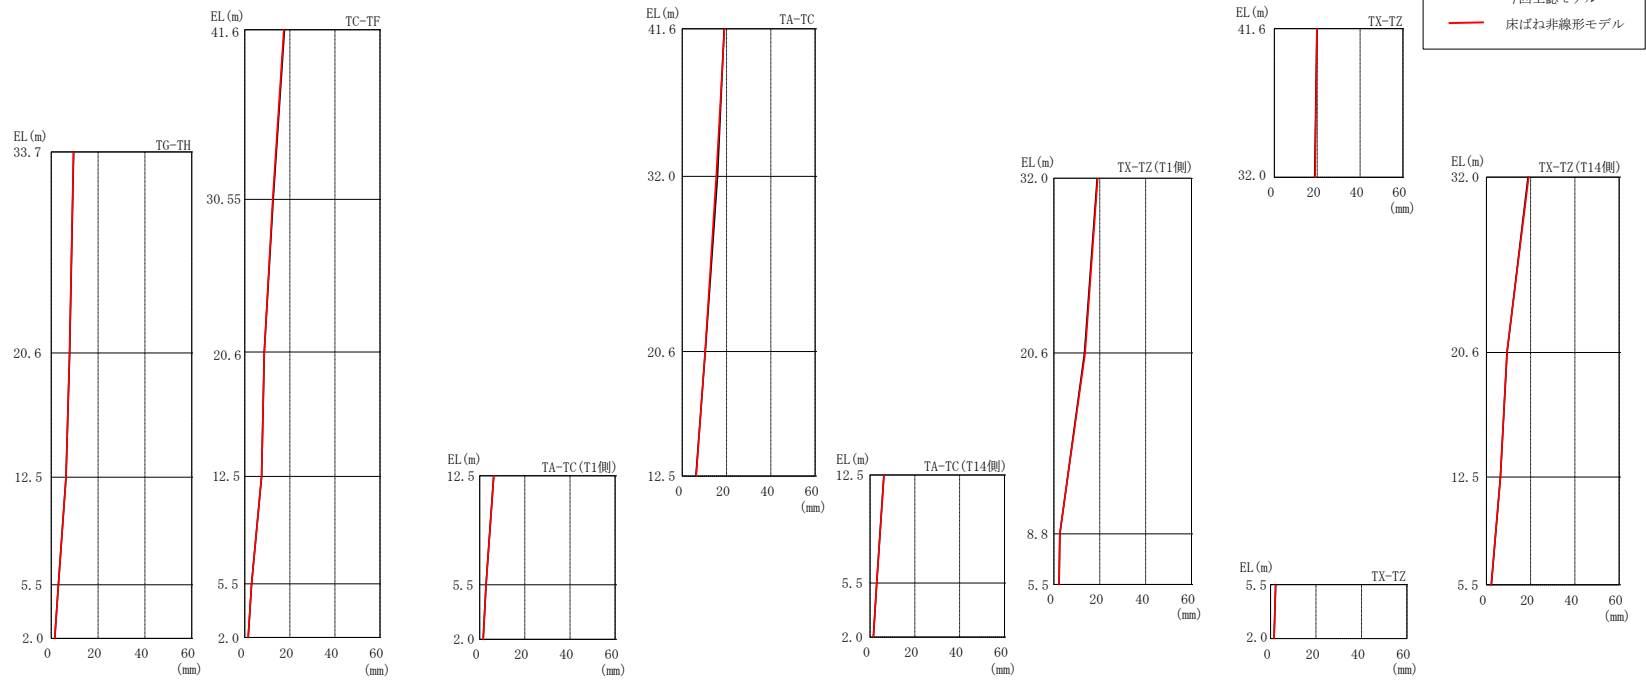 EL(m)
TG-TH
33.7
20.6
12.5
5.5
2.0
0 20 40 60
(mm)
EL(m)
TC-TF
41.6
30.55
20.6
12.5
5.5
2.0
0 20 40 60
(mm)
EL(m)
TA-TC(T1側)
12.5
5.5
2.0
0 20 40 60
(mm)
EL(m)
TA-TC
41.6
32.0
20.6
12.5
0 20 40 60
(mm)
EL(m)
TA-TC(T14側)
12.5
5.5
2.0
0 20 40 60
(mm)
EL(m)
TX-TZ(T1側)
32.0
20.6
8.8
5.5
0 20 40 60
(mm)
EL(m)
TX-TZ
41.6
32.0
0 20 40 60
(mm)
EL(m)
TX-TZ
5.5
2.0
0 20 40 60
(mm)
床ばね非線形モデル
EL(m)
TX-TZ(T14側)
32.0
20.6
12.5
5.5
0 20 40 60
(mm)